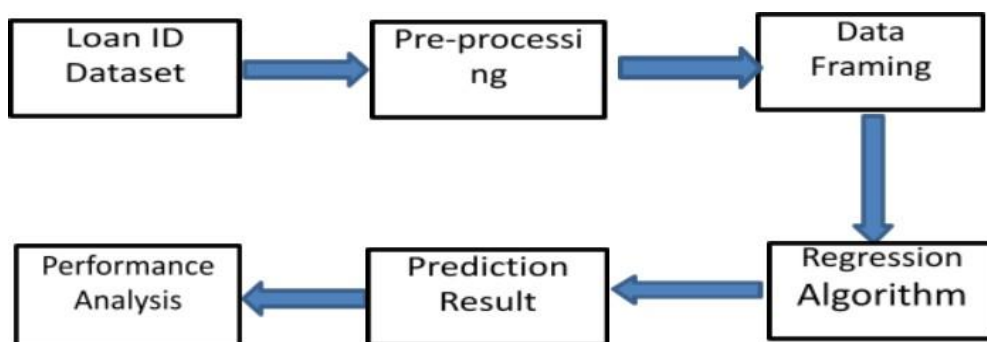 Loan ID
Dataset
Pre-processi
ng
Data
Framing
Performance
Analysis
Prediction
Result
Regression
Algorithm